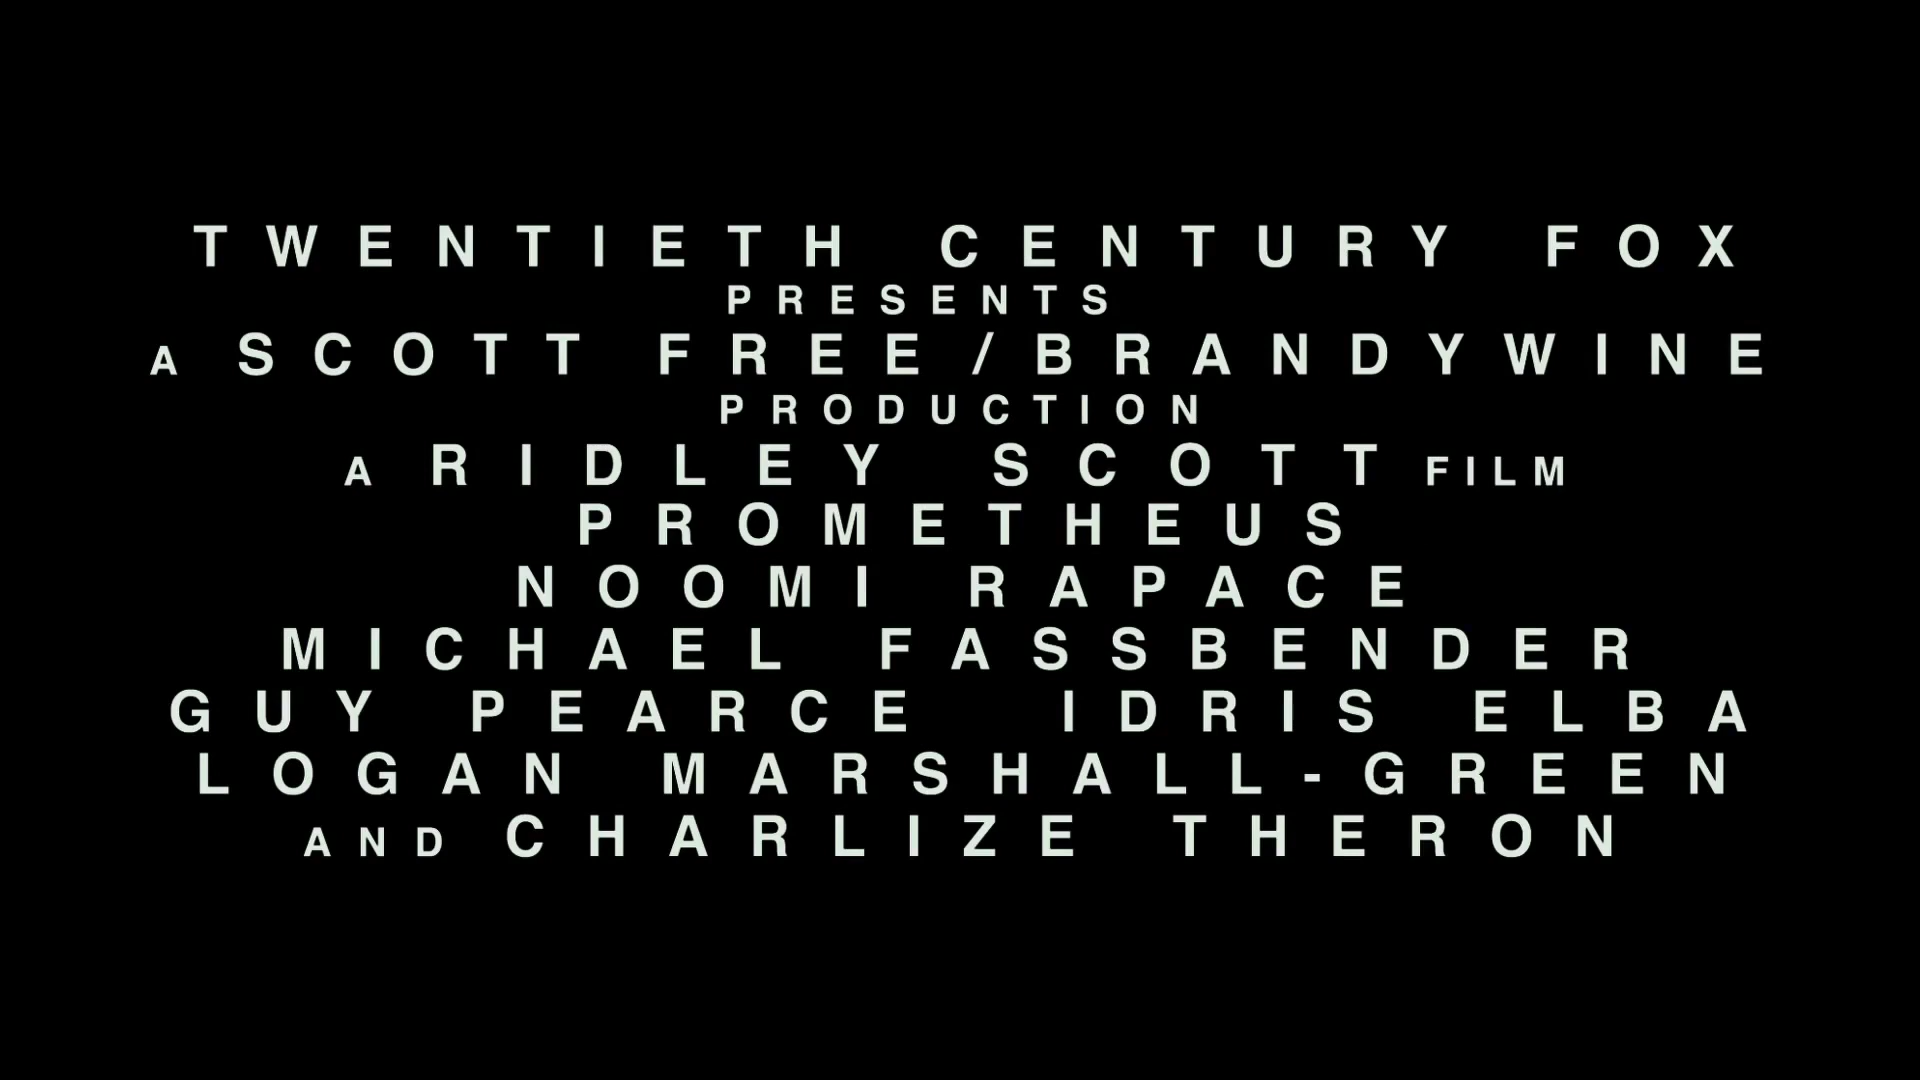 TWENTIETH CENTURY FOX
PRESENTS
A SCOTT FREE/BRANDYWINE
PRODUCTION
A RIDLEY SCOTT FILM
PROMETHEUS
NOOMI RAPACE
MICHAEL FASSBENDER
GUY PEARCE IDRIS ELBA
LOGAN MARSHALL-GREEN
AND CHARLIZE THERON